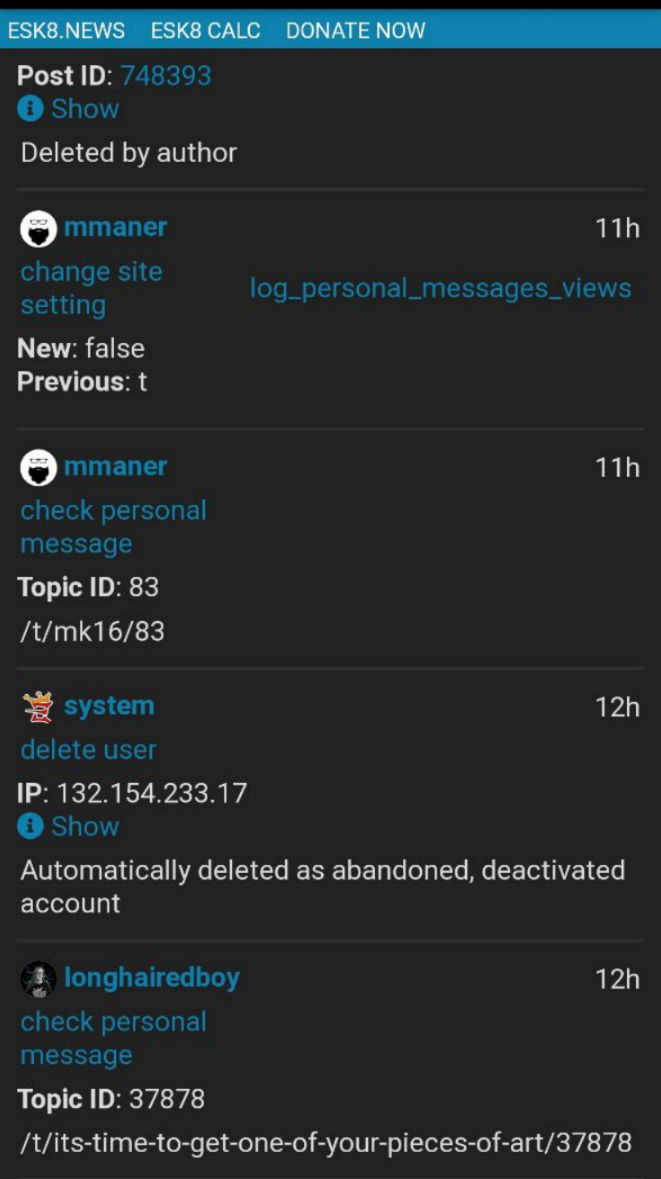 ESK8.NEWS ESK8 CALC DONATE NOW
Post ID: 748393
Show
Deleted by author
mmaner 11h
change site
setting
log_personal_messages_views
New: false
Previous: t
mmaner 11h
check personal
message
Topic ID: 83
/t/mk16/83
system 12h
delete user
IP: 132.154.233.17
Show
Automatically deleted as abandoned, deactivated
account
longhairedboy 12h
check personal
message
Topic ID: 37878
/t/its-time-to-get-one-of-your-pieces-of-art/37878